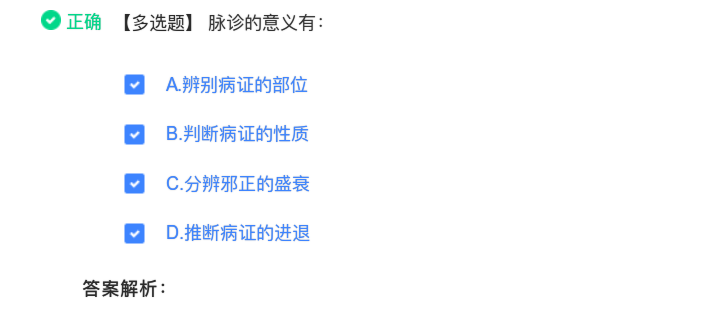 正确 【多选题】 脉诊的意义有：
A.辨别病证的部位
B.判断病证的性质
C.分辨邪正的盛衰
D.推断病证的进退
答案解析：